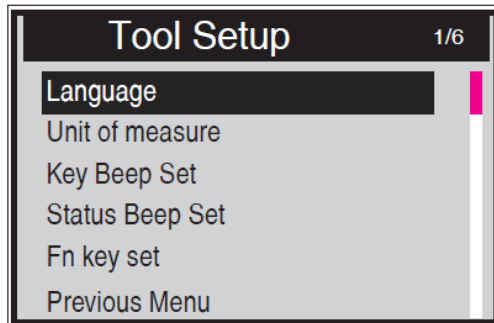 Tool Setup 1/6
Language
Unit of measure
Key Beep Set
Status Beep Set
Fn key set
Previous Menu